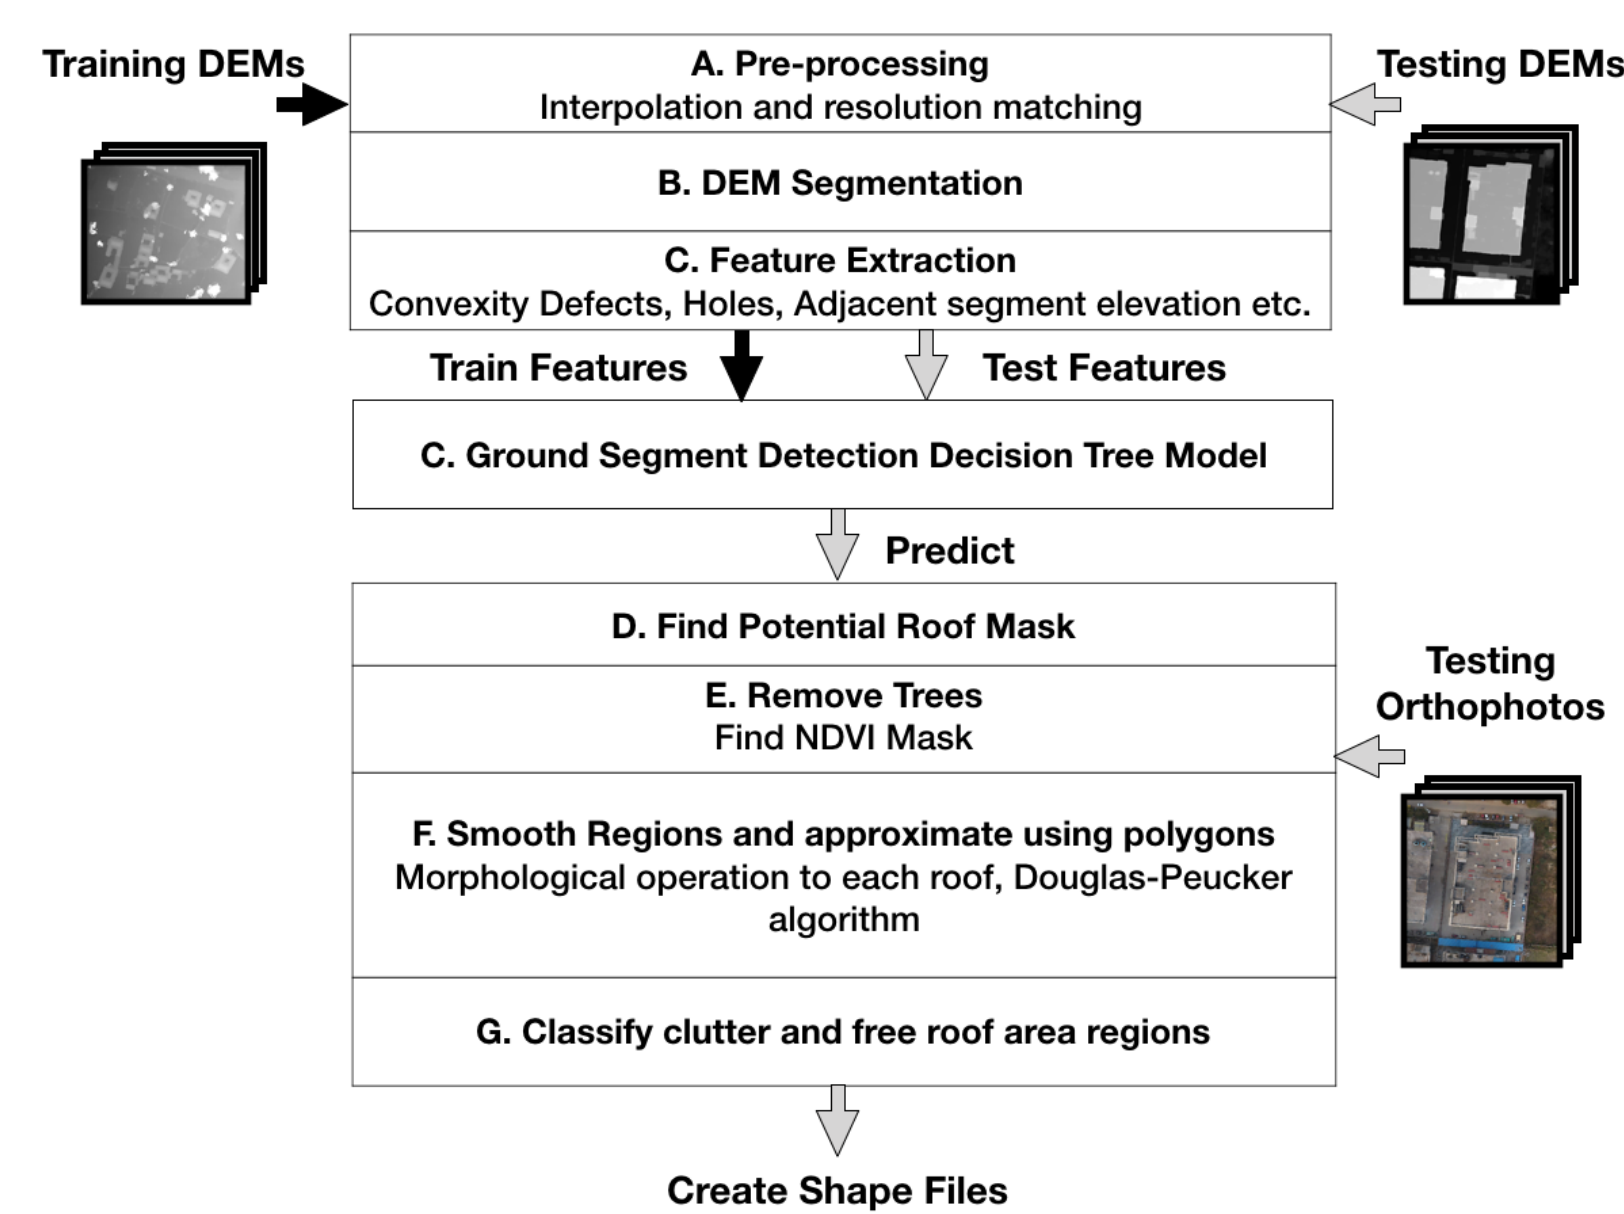 Training DEMs
A. Pre-processing
Interpolation and resolution matching
Testing DEMs
B. DEM Segmentation
C. Feature Extraction
Convexity Defects, Holes, Adjacent segment elevation etc.
Train Features
Test Features
C. Ground Segment Detection Decision Tree Model
Predict
D. Find Potential Roof Mask
E. Remove Trees
Find NDVI Mask
Testing
Orthophotos
F. Smooth Regions and approximate using polygons
Morphological operation to each roof, Douglas-Peucker
algorithm
G. Classify clutter and free roof area regions
Create Shape Files